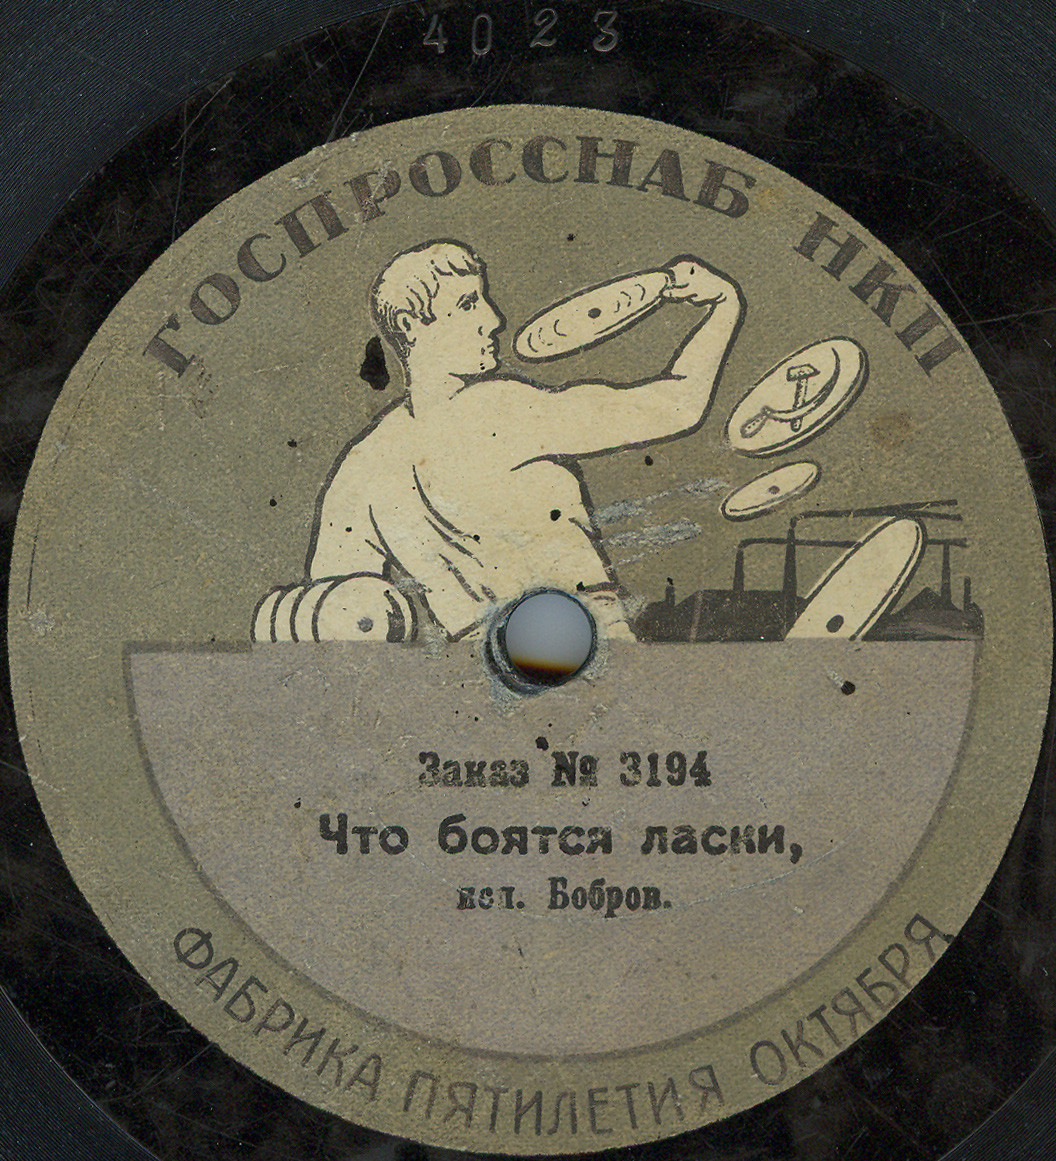 4023
ГОСПРОССНАБ НКП
Заказ № 3194
Что боятся ласки,
исп. Бобров.
ФАБРИКА ПЯТИЛЕТИЯ ОКТЯБРЯ